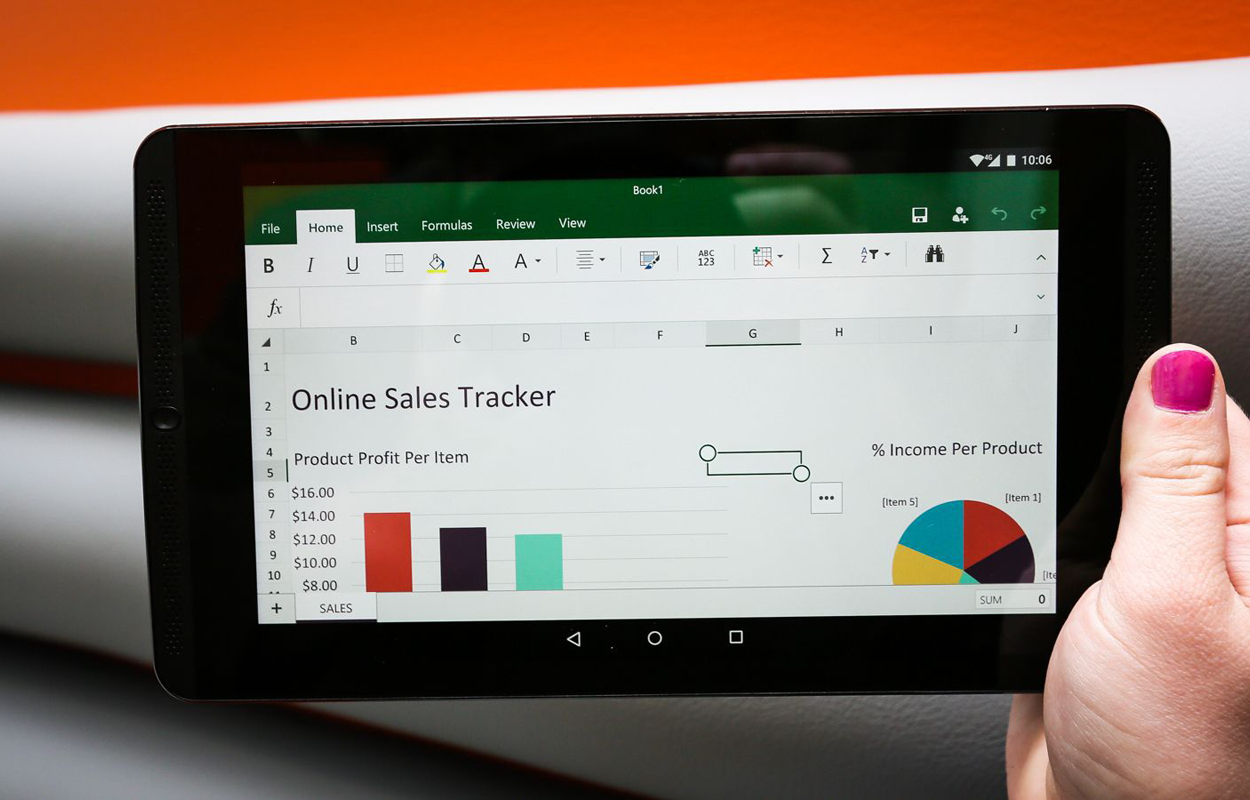 4G 10:06
Book1
File Home Insert Formulas Review View
B I U A A ABC 123 Σ A Z
fx
B C D E F G H I J
1
2 Online Sales Tracker
3
4 Product Profit Per Item % Income Per Product
5
6 $16.00 [Item 5] [Item 1]
7 $14.00
8 $12.00
9 $10.00
10 $8.00 [Ite
+ SALES SUM 0